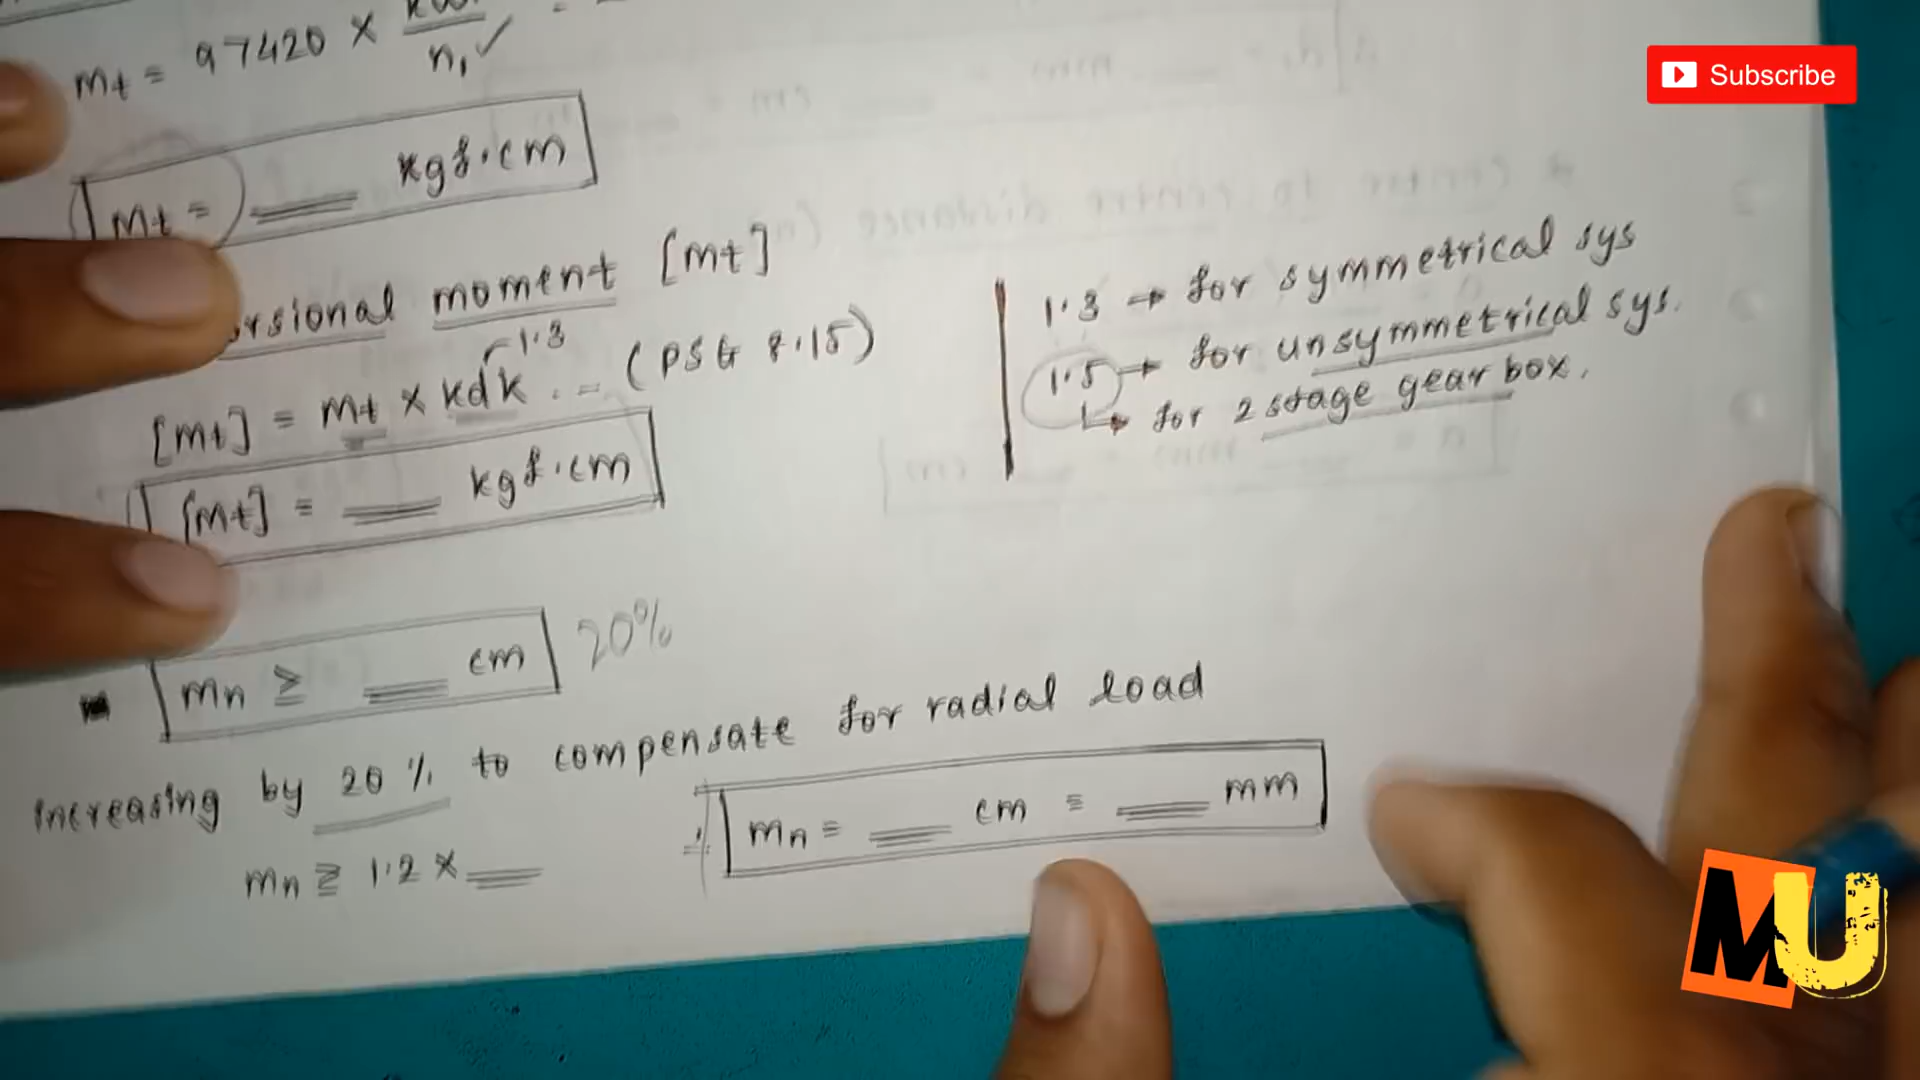 Mt = 97420 × kw / n1 ✓
Mt = ___ kgf.cm
moment [Mt]
1.3
[Mt] = Mt × kdk ... (PSG 8.15)
[Mt] = ___ kgf.cm
1.3 → for symmetrical sys
1.5 → for unsymmetrical sys.
↳ for 2 stage gear box.
mn ≥ ___ cm 20%
increasing by 20% to compensate for radial load
mn ≥ 1.2 × ___
mn = ___ cm = ___ mm
Subscribe
MU